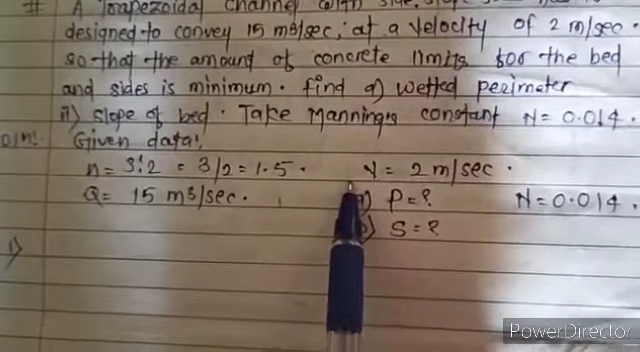 # A Trapezoidal channel with side slope
designed to convey 15 m3/sec, at a velocity of 2 m/sec.
so that the amount of concrete limits for the bed
and sides is minimum. find a) wetted perimeter
ii) slope of bed. Take Manning's constant N = 0.014.
Given data:
n = 3:2 = 3/2 = 1.5. V = 2 m/sec.
Q = 15 m3/sec. a) P = ? N = 0.014.
b) S = ?
1)
PowerDirector